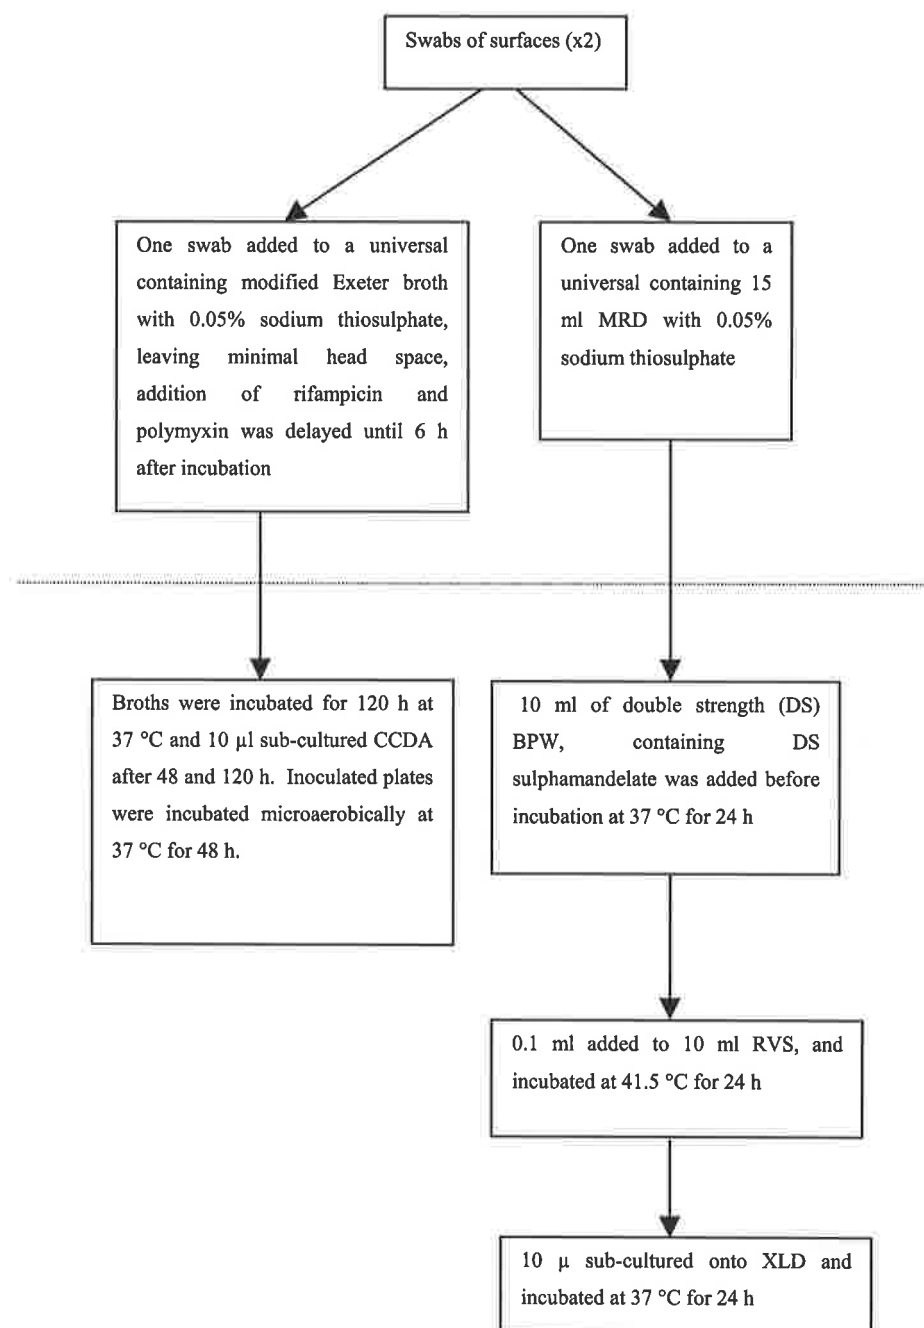 Swabs of surfaces (x2)
One swab added to a universal
containing modified Exeter broth
with 0.05% sodium thiosulphate,
leaving minimal head space,
addition of rifampicin and
polymyxin was delayed until 6 h
after incubation
One swab added to a
universal containing 15
ml MRD with 0.05%
sodium thiosulphate
Broths were incubated for 120 h at
37 °C and 10 µl sub-cultured CCDA
after 48 and 120 h. Inoculated plates
were incubated microaerobically at
37 °C for 48 h.
10 ml of double strength (DS)
BPW, containing DS
sulphamandelate was added before
incubation at 37 °C for 24 h
0.1 ml added to 10 ml RVS, and
incubated at 41.5 °C for 24 h
10 µ sub-cultured onto XLD and
incubated at 37 °C for 24 h